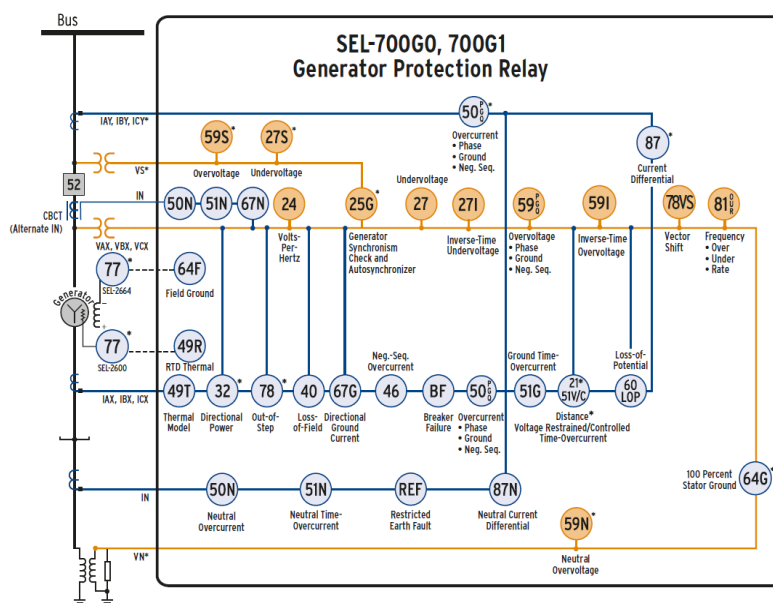 Bus
SEL-700G0, 700G1
Generator Protection Relay
IAY, IBY, ICY*
50 PGQ *
Overcurrent
• Phase
• Ground
• Neg. Seq.
59S *
Overvoltage
27S *
Undervoltage
87 *
Current
Differential
VS*
52
CBCT
(Alternate IN)
IN
50N
51N
67N
24
Volts-
Per-
Hertz
25G *
Generator
Synchronism
Check and
Autosynchronizer
Undervoltage
27
27I
Inverse-Time
Undervoltage
59 PGQ
Overvoltage
• Phase
• Ground
• Neg. Seq.
59I
Inverse-Time
Overvoltage
78VS
Vector
Shift
81 OUR
Frequency
• Over
• Under
• Rate
VAX, VBX, VCX
77 *
SEL-2664
64F
Field Ground
Generator
77 *
SEL-2600
49R
RTD Thermal
IAX, IBX, ICX
49T
Thermal
Model
32 *
Directional
Power
78 *
Out-of-
Step
40
Loss-
of-Field
67G
Directional
Ground
Current
Neg.-Seq.
Overcurrent
46
BF
Breaker
Failure
50 PGQ
Overcurrent
• Phase
• Ground
• Neg. Seq.
Ground Time-
Overcurrent
51G
21*
51V/C
Distance*
Voltage Restrained/Controlled
Time-Overcurrent
Loss-of-
Potential
60
LOP
IN
50N
Neutral
Overcurrent
51N
Neutral Time-
Overcurrent
REF
Restricted
Earth Fault
87N
Neutral Current
Differential
100 Percent
Stator Ground
64G *
59N *
Neutral
Overvoltage
VN*